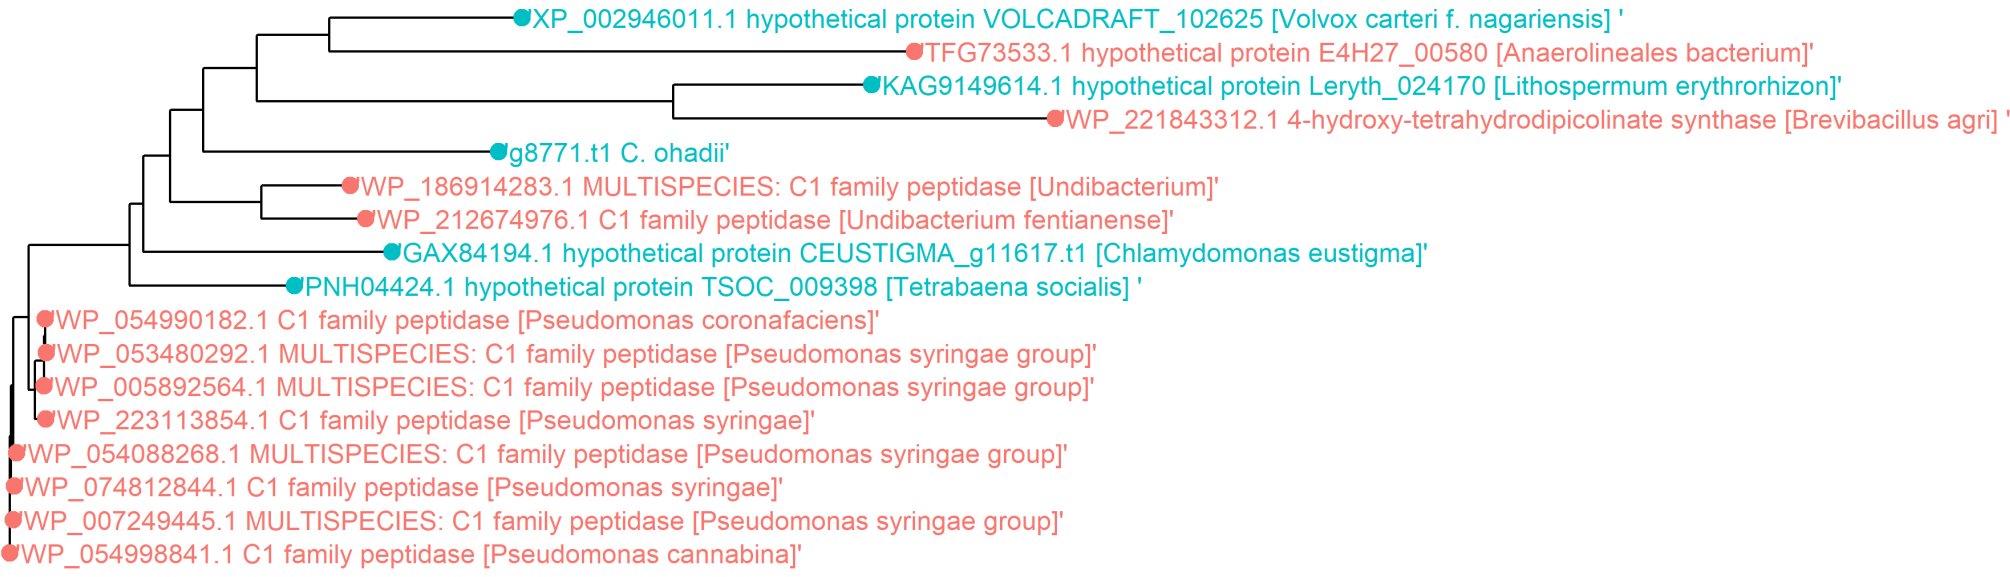 'XP_002946011.1 hypothetical protein VOLCADRAFT_102625 [Volvox carteri f. nagariensis] '
'TFG73533.1 hypothetical protein E4H27_00580 [Anaerolineales bacterium]'
'KAG9149614.1 hypothetical protein Leryth_024170 [Lithospermum erythrorhizon]'
'WP_221843312.1 4-hydroxy-tetrahydrodipicolinate synthase [Brevibacillus agri] '
'g8771.t1 C. ohadii'
'WP_186914283.1 MULTISPECIES: C1 family peptidase [Undibacterium]'
'WP_212674976.1 C1 family peptidase [Undibacterium fentianense]'
'GAX84194.1 hypothetical protein CEUSTIGMA_g11617.t1 [Chlamydomonas eustigma]'
'PNH04424.1 hypothetical protein TSOC_009398 [Tetrabaena socialis] '
'WP_054990182.1 C1 family peptidase [Pseudomonas coronafaciens]'
'WP_053480292.1 MULTISPECIES: C1 family peptidase [Pseudomonas syringae group]'
'WP_005892564.1 MULTISPECIES: C1 family peptidase [Pseudomonas syringae group]'
'WP_223113854.1 C1 family peptidase [Pseudomonas syringae]'
'WP_054088268.1 MULTISPECIES: C1 family peptidase [Pseudomonas syringae group]'
'WP_074812844.1 C1 family peptidase [Pseudomonas syringae]'
'WP_007249445.1 MULTISPECIES: C1 family peptidase [Pseudomonas syringae group]'
'WP_054998841.1 C1 family peptidase [Pseudomonas cannabina]'